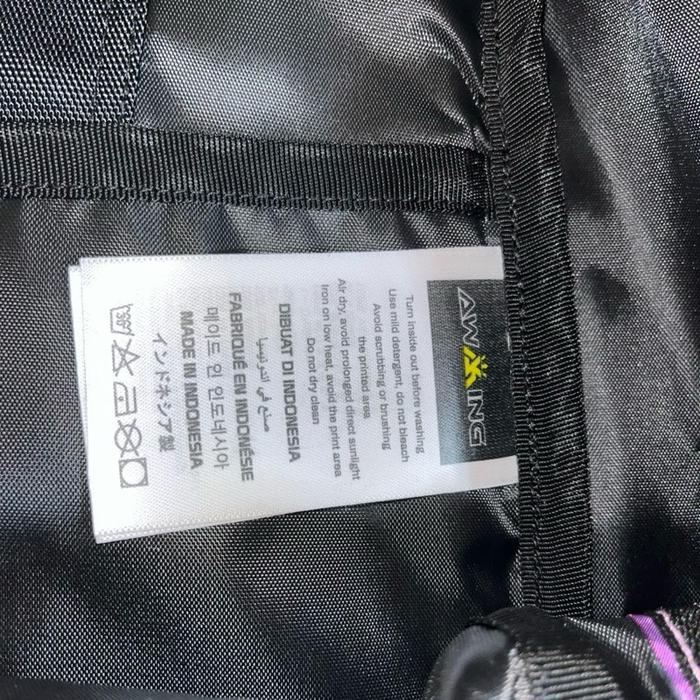 AWXING
Turn inside out before washing
Use mild detergent, do not bleach
Avoid scrubbing or brushing
the printed area
Air dry, avoid prolonged direct sunlight
Iron on low heat, avoid the print area
Do not dry clean
DIBUAT DI INDONESIA
صنع في اندونيسيا
FABRIQUÉ EN INDONÉSIE
메이드 인 인도네시아
MADE IN INDONESIA
インドネシア製
30°